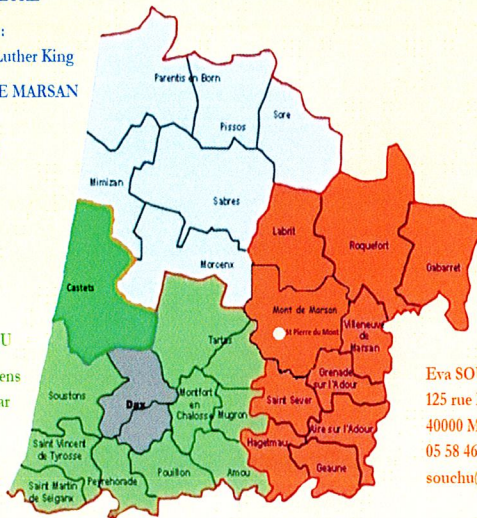 :
Luther King
E MARSAN
Parentis en Born
Pissos
Sore
Mimizan
Sabres
Labrit
Roquefort
Gabarret
Morcenx
Castets
Mont de Marsan
St Pierre du Mont
Villeneuve
de
Marsan
U
ens
ar
Tartas
Grenade
sur l'Adour
Soustons
Dax
Montfort
en
Chalosse
Mugron
Saint Sever
Aire sur l'Adour
Hagetmau
Saint Vincent
de Tyrosse
Pouillon
Amou
Geaune
Peyrehorade
Saint Martin
de Seignanx
Eva SOU
125 rue
40000 M
05 58 46
souchu(